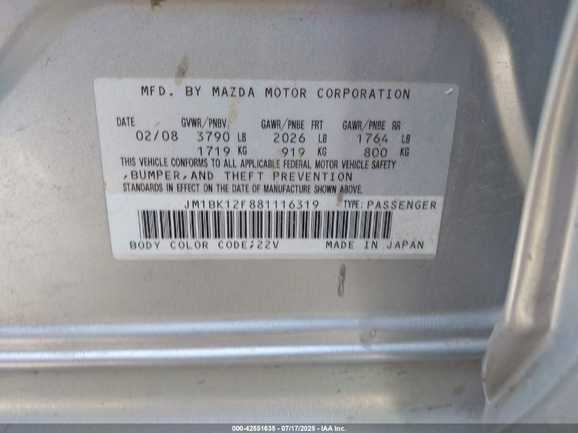 MFD. BY MAZDA MOTOR CORPORATION
DATE GVWR/PNBV. GAWR/PNBE FRT GAWR/PNBE RR
02/08 3790 LB 2026 LB 1764 LB
1719 KG 919 KG 800 KG
THIS VEHICLE CONFORMS TO ALL APPLICABLE FEDERAL MOTOR VEHICLE SAFETY
,BUMPER,AND THEFT PREVENTION
STANDARDS IN EFFECT ON THE DATE OF MANUFACTURE SHOWN ABOVE.
JM1BK12F881116319 TYPE:PASSENGER
BODY COLOR CODE;22V MADE IN JAPAN
000-42551635 - 07/17/2025 - IAA Inc.